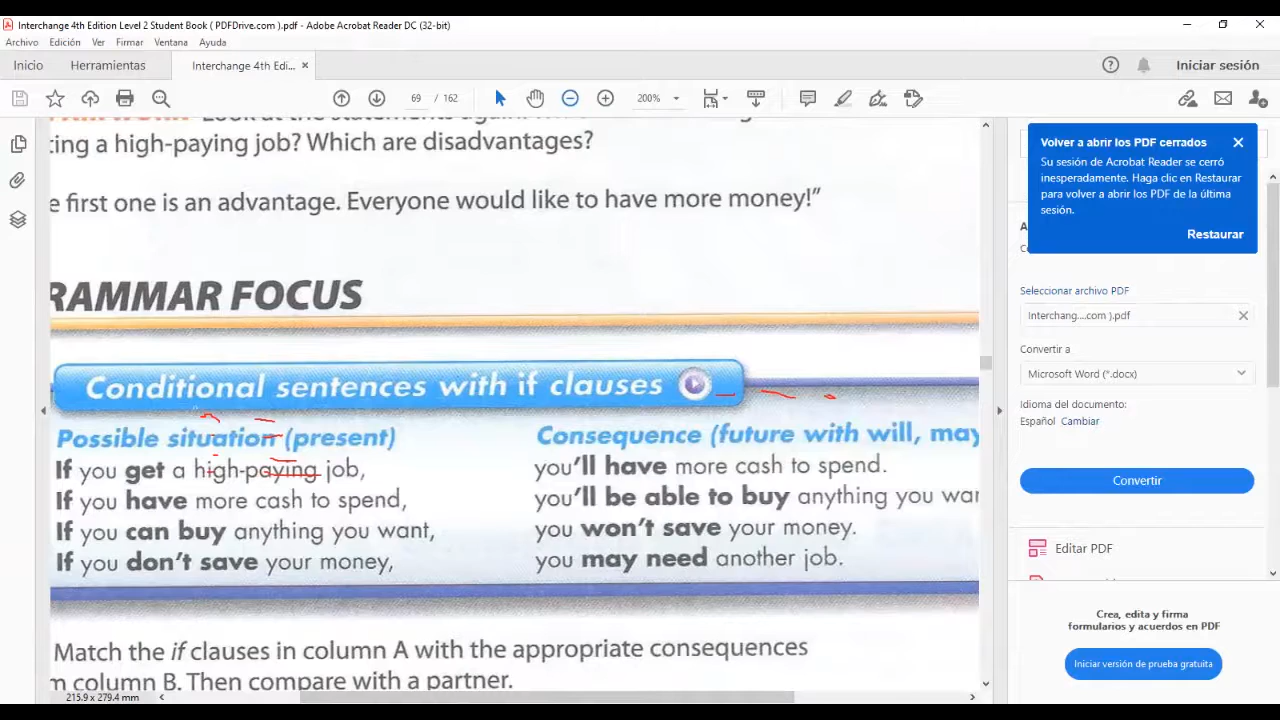 Interchange 4th Edition Level 2 Student Book ( PDFDrive.com ).pdf - Adobe Acrobat Reader DC (32-bit)
Archivo Edición Ver Firmar Ventana Ayuda
Inicio Herramientas Interchange 4th Edi... × Iniciar sesión
69 / 162 200%
ting a high-paying job? Which are disadvantages?
e first one is an advantage. Everyone would like to have more money!”
RAMMAR FOCUS
Conditional sentences with if clauses
Possible situation (present) Consequence (future with will, may
If you get a high-paying job, you'll have more cash to spend.
If you have more cash to spend, you'll be able to buy anything you wan
If you can buy anything you want, you won't save your money.
If you don't save your money, you may need another job.
Match the if clauses in column A with the appropriate consequences
m column B. Then compare with a partner.
215.9 x 279.4 mm
Volver a abrir los PDF cerrados
Su sesión de Acrobat Reader se cerró
inesperadamente. Haga clic en Restaurar
para volver a abrir los PDF de la última
sesión.
Restaurar
Seleccionar archivo PDF
Interchang....com ).pdf
Convertir a
Microsoft Word (*.docx)
Idioma del documento:
Español Cambiar
Convertir
Editar PDF
Crea, edita y firma
formularios y acuerdos en PDF
Iniciar versión de prueba gratuita